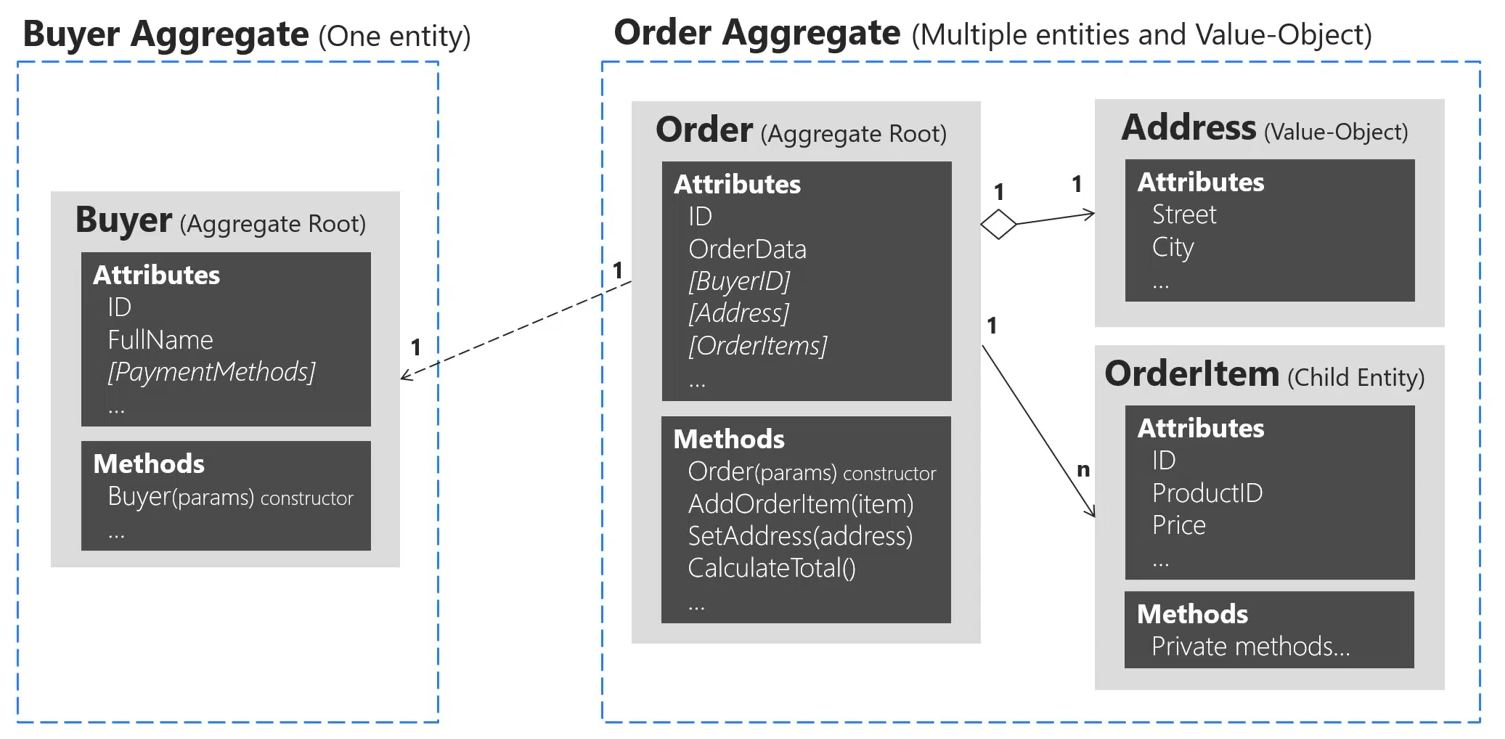 Buyer Aggregate (One entity)
Buyer (Aggregate Root)
Attributes
ID
FullName
[PaymentMethods]
...
Methods
Buyer(params) constructor
...
1
1
Order Aggregate (Multiple entities and Value-Object)
Order (Aggregate Root)
Attributes
ID
OrderData
[BuyerID]
[Address]
[OrderItems]
...
Methods
Order(params) constructor
AddOrderItem(item)
SetAddress(address)
CalculateTotal()
...
1
1
1
n
Address (Value-Object)
Attributes
Street
City
...
OrderItem (Child Entity)
Attributes
ID
ProductID
Price
...
Methods
Private methods...